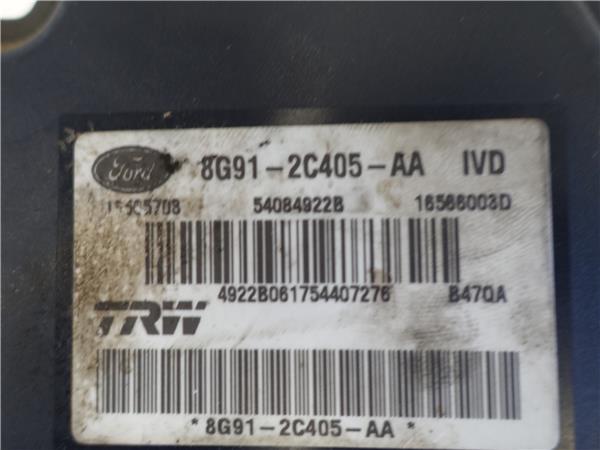 Ford 8G91-2C405-AA IVD
54084922B 16566003D
4922B061754407276 B47QA
TRW
*8G91-2C405-AA*